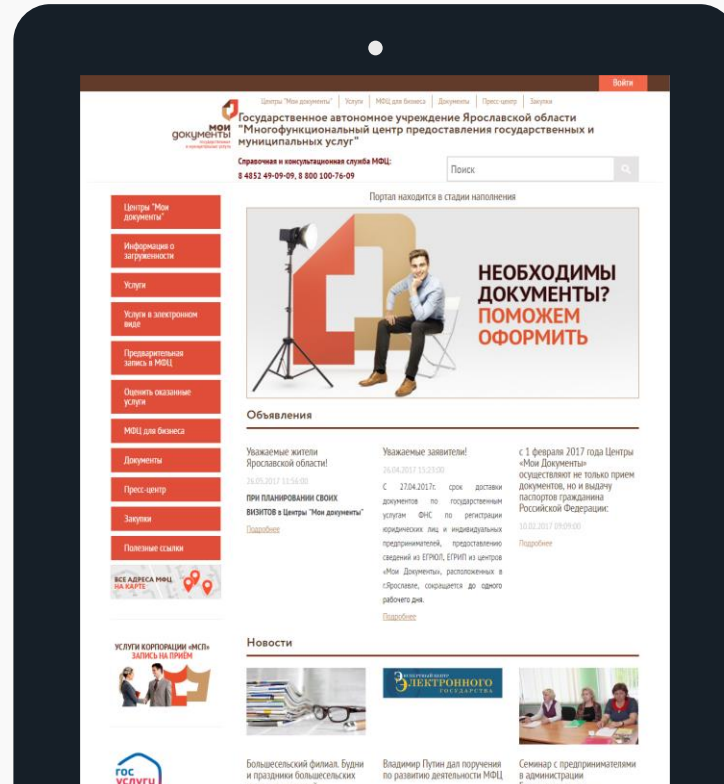 Войти
Центры "Мои документы" Услуги МФЦ для бизнеса Документы Пресс-центр Закупки
мои
документы
Государственное автономное учреждение Ярославской области
"Многофункциональный центр предоставления государственных и
муниципальных услуг"
Справочная и консультационная служба МФЦ:
8 4852 49-09-09, 8 800 100-76-09
Поиск
Портал находится в стадии наполнения
Центры "Мои
документы"
Информация о
загруженности
Услуги
Услуги в электронном
виде
Предварительная
запись в МФЦ
Оценить оказанные
услуги
МФЦ для бизнеса
Документы
Пресс-центр
Закупки
Полезные ссылки
ВСЕ АДРЕСА МФЦ
НА КАРТЕ
УСЛУГИ КОРПОРАЦИИ «МСП»
ЗАПИСЬ НА ПРИЁМ
гос
услуги
НЕОБХОДИМЫ
ДОКУМЕНТЫ?
ПОМОЖЕМ
ОФОРМИТЬ
Объявления
Уважаемые жители
Ярославской области!
26.05.2017 11:56:00
ПРИ ПЛАНИРОВАНИИ СВОИХ
ВИЗИТОВ в Центры "Мои документы"
Подробнее
Уважаемые заявители!
26.04.2017 15:23:00
С 27.04.2017г. срок доставки
документов по государственным
услугам ФНС по регистрации
юридических лиц и индивидуальных
предпринимателей, предоставлению
сведений из ЕГРЮЛ, ЕГРИП из центров
«Мои Документы», расположенных в
г.Ярославле, сокращается до одного
рабочего дня.
Подробнее
с 1 февраля 2017 года Центры
«Мои Документы»
осуществляют не только прием
документов, но и выдачу
паспортов гражданина
Российской Федерации:
10.02.2017 09:09:00
Подробнее
Новости
ЭКСПЕРТНЫЙ ЦЕНТР
ЭЛЕКТРОННОГО
ГОСУДАРСТВА
Большесельский филиал. Будни
и праздники большесельских
Владимир Путин дал поручения
по развитию деятельности МФЦ
Семинар с предпринимателями
в администрации